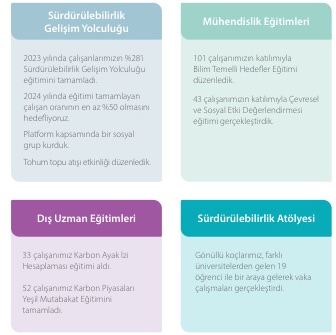 Sürdürülebilirlik
Gelişim Yolculuğu
2023 yılında çalışanlarımızın %281
Sürdürülebilirlik Gelişim Yolculuğu
eğitimini tamamladı.
2024 yılında eğitimi tamamlayan
çalışan oranının en az %50 olmasını
hedefliyoruz.
Platform kapsamında bir sosyal
grup kurduk.
Tohum topu atışı etkinliği düzenledik.
Mühendislik Eğitimleri
101 çalışanımızın katılımıyla
Bilim Temelli Hedefler Eğitimi
düzenledik.
43 çalışanımızın katılımıyla Çevresel
ve Sosyal Etki Değerlendirmesi
eğitimi gerçekleştirdik.
Dış Uzman Eğitimleri
33 çalışanımız Karbon Ayak İzi
Hesaplaması eğitimi aldı.
52 çalışanımız Karbon Piyasaları
Yeşil Mutabakat Eğitimini
tamamladı.
Sürdürülebilirlik Atölyesi
Gönüllü koçlarımız, farklı
üniversitelerden gelen 19
öğrenci ile bir araya gelerek vaka
çalışmaları gerçekleştirdi.